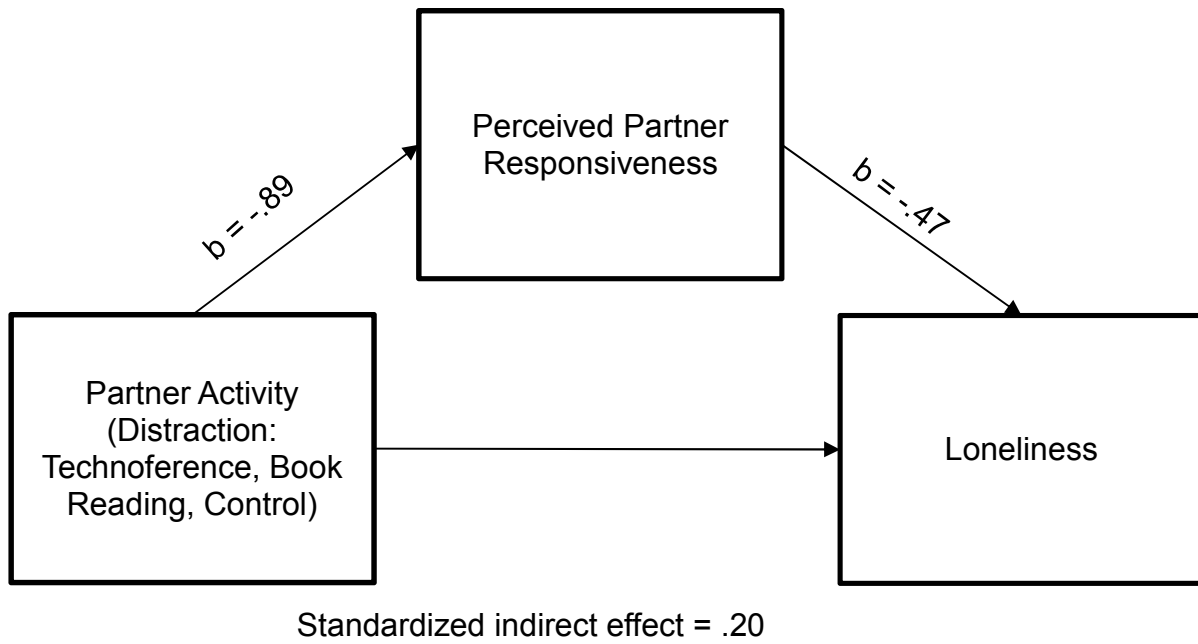 Perceived Partner
Responsiveness
b = -.89
b = -.47
Partner Activity
(Distraction:
Technoference, Book
Reading, Control)
Loneliness
Standardized indirect effect = .20